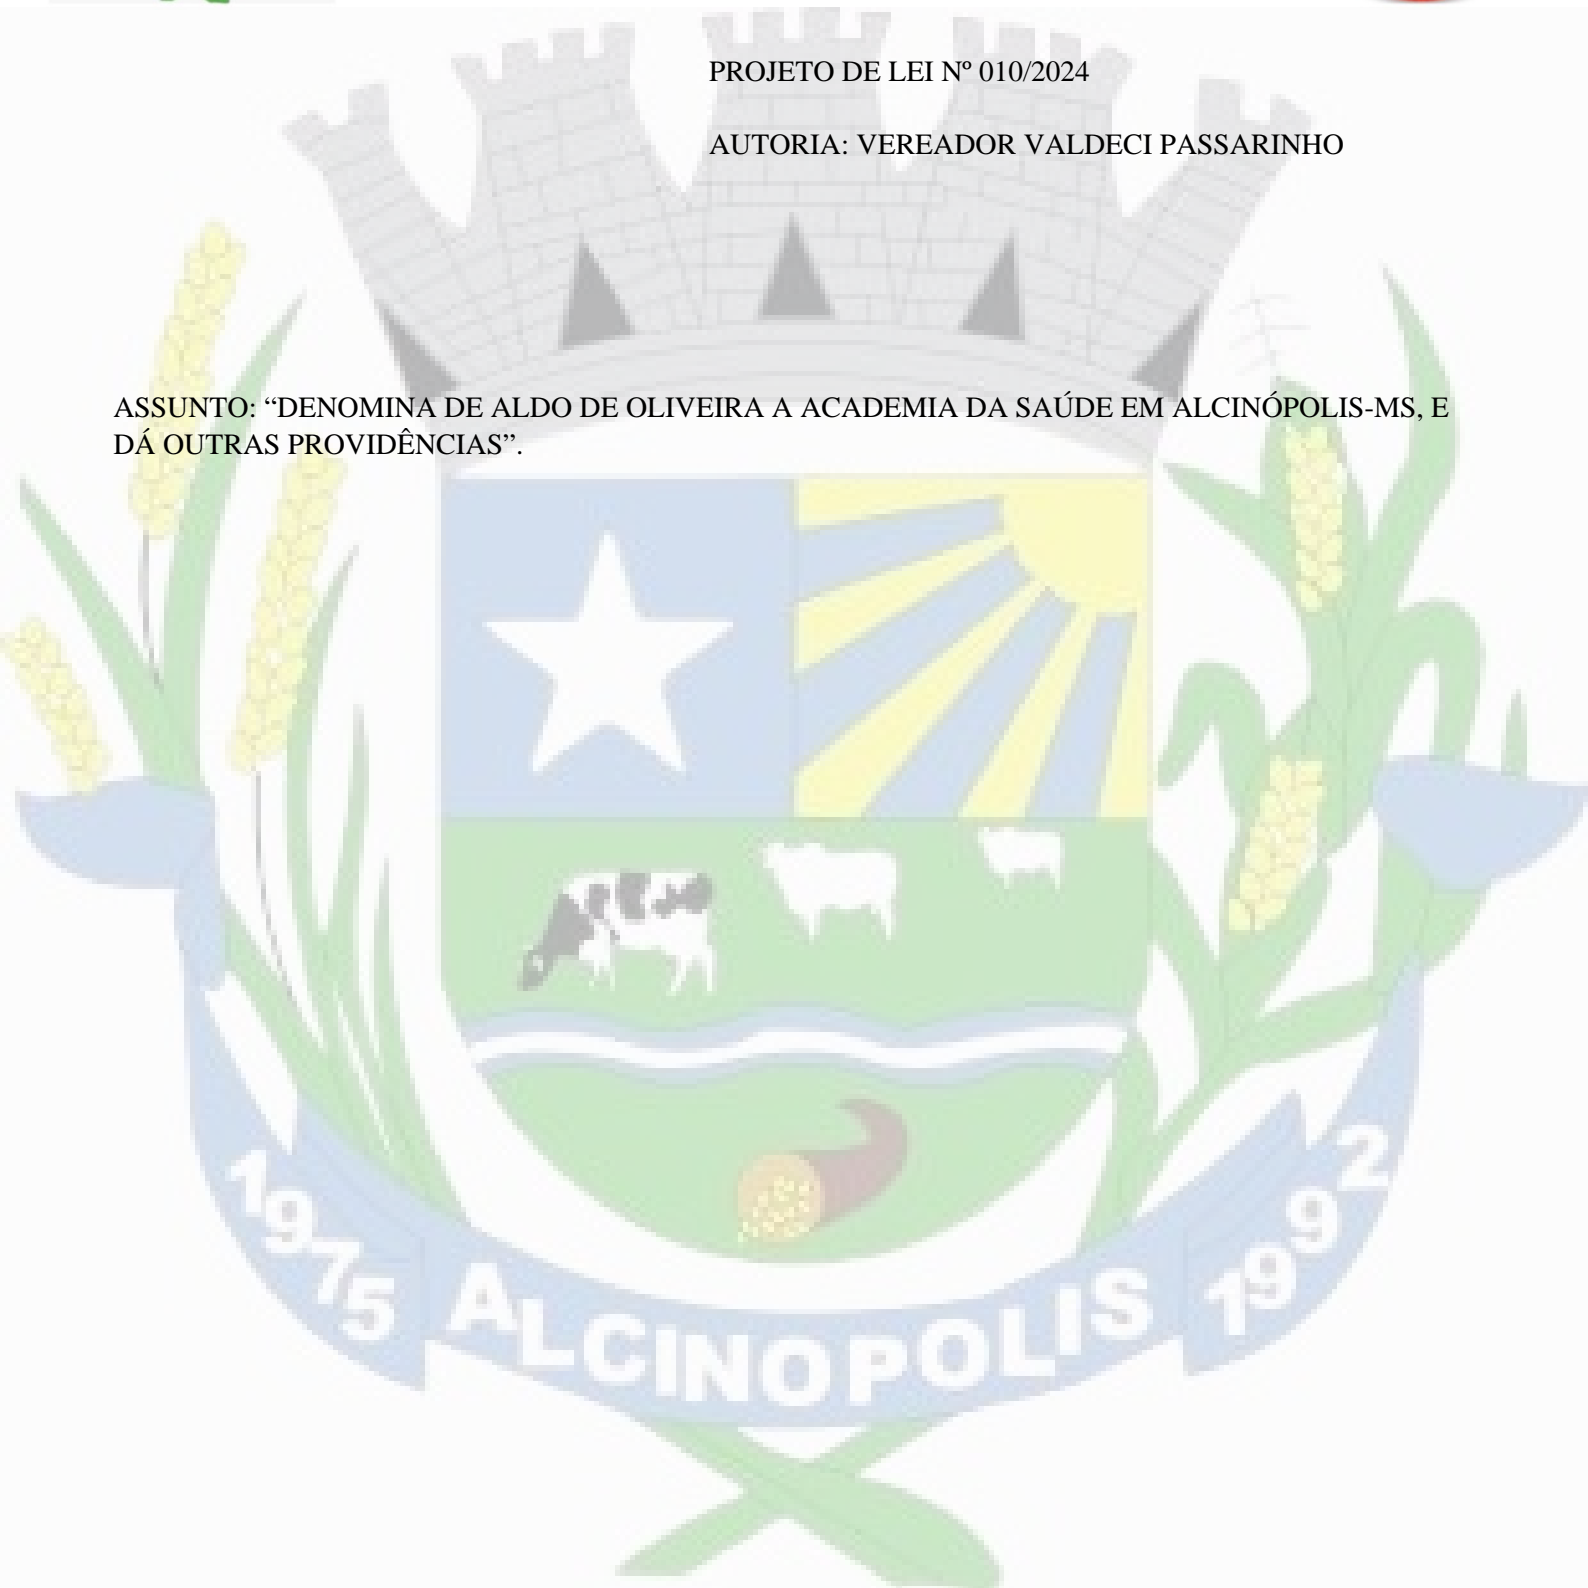 PROJETO DE LEI Nº 010/2024
AUTORIA: VEREADOR VALDECI PASSARINHO
ASSUNTO: “DENOMINA DE ALDO DE OLIVEIRA A ACADEMIA DA SAÚDE EM ALCINÓPOLIS-MS, E
DÁ OUTRAS PROVIDÊNCIAS”.
1975 ALCINOPOLIS 1992